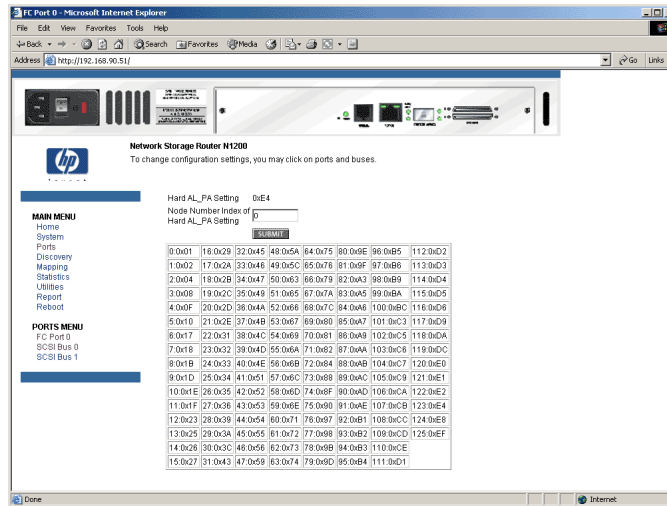 FC Port 0 - Microsoft Internet Explorer
File Edit View Favorites Tools Help
Back Search Favorites Media
Address http://192.168.90.51/ Go Links
hp
i n v e n t
Network Storage Router N1200
To change configuration settings, you may click on ports and buses.
MAIN MENU
Home
System
Ports
Discovery
Mapping
Statistics
Utilities
Report
Reboot
PORTS MENU
FC Port 0
SCSI Bus 0
SCSI Bus 1
Hard AL_PA Setting 0xE4
Node Number Index of
Hard AL_PA Setting
0
SUBMIT
0:0x01 16:0x29 32:0x45 48:0x5A 64:0x75 80:0x9E 96:0xB5 112:0xD2
1:0x02 17:0x2A 33:0x46 49:0x5C 65:0x76 81:0x9F 97:0xB6 113:0xD3
2:0x04 18:0x2B 34:0x47 50:0x63 66:0x79 82:0xA3 98:0xB9 114:0xD4
3:0x08 19:0x2C 35:0x49 51:0x65 67:0x7A 83:0xA5 99:0xBA 115:0xD5
4:0x0F 20:0x2D 36:0x4A 52:0x66 68:0x7C 84:0xA6 100:0xBC 116:0xD6
5:0x10 21:0x2E 37:0x4B 53:0x67 69:0x80 85:0xA7 101:0xC3 117:0xD9
6:0x17 22:0x31 38:0x4C 54:0x69 70:0x81 86:0xA9 102:0xC5 118:0xDA
7:0x18 23:0x32 39:0x4D 55:0x6A 71:0x82 87:0xAA 103:0xC6 119:0xDC
8:0x1B 24:0x33 40:0x4E 56:0x6B 72:0x84 88:0xAB 104:0xC7 120:0xE0
9:0x1D 25:0x34 41:0x51 57:0x6C 73:0x88 89:0xAC 105:0xC9 121:0xE1
10:0x1E 26:0x35 42:0x52 58:0x6D 74:0x8F 90:0xAD 106:0xCA 122:0xE2
11:0x1F 27:0x36 43:0x53 59:0x6E 75:0x90 91:0xAE 107:0xCB 123:0xE4
12:0x23 28:0x39 44:0x54 60:0x71 76:0x97 92:0xB1 108:0xCC 124:0xE8
13:0x25 29:0x3A 45:0x55 61:0x72 77:0x98 93:0xB2 109:0xCD 125:0xEF
14:0x26 30:0x3C 46:0x56 62:0x73 78:0x9B 94:0xB3 110:0xCE
15:0x27 31:0x43 47:0x59 63:0x74 79:0x9D 95:0xB4 111:0xD1
Done Internet